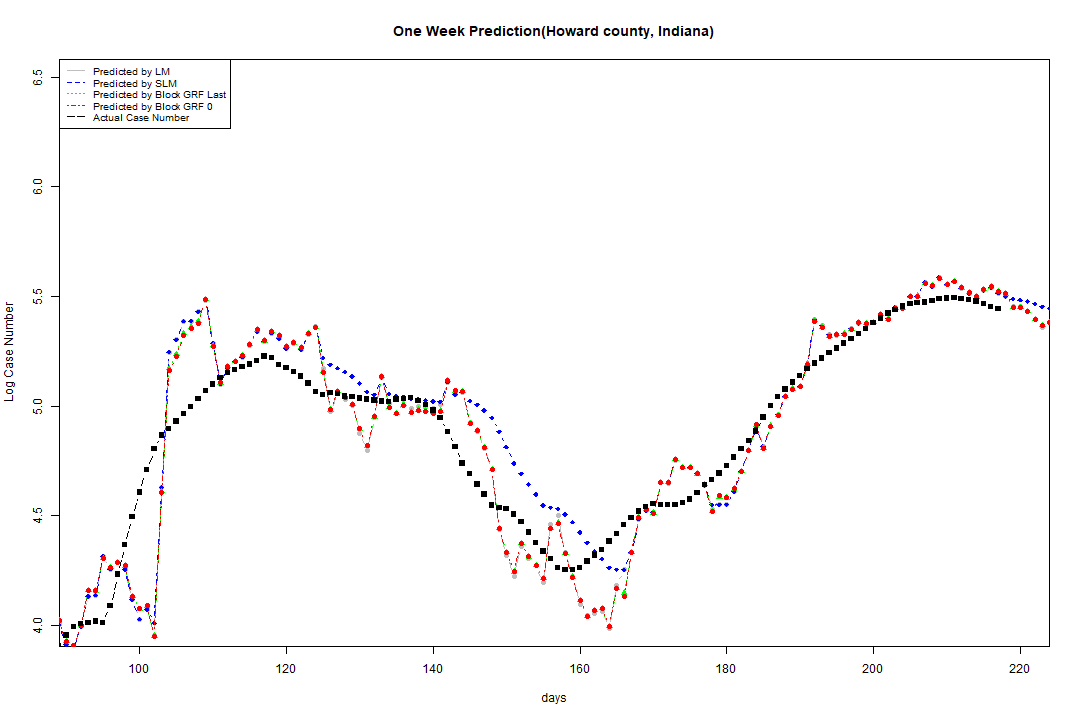 One Week Prediction(Howard county, Indiana)
Predicted by LM
Predicted by SLM
Predicted by Block GRF Last
Predicted by Block GRF 0
Actual Case Number
6.5
6.0
5.5
5.0
4.5
4.0
Log Case Number
100 120 140 160 180 200 220
days